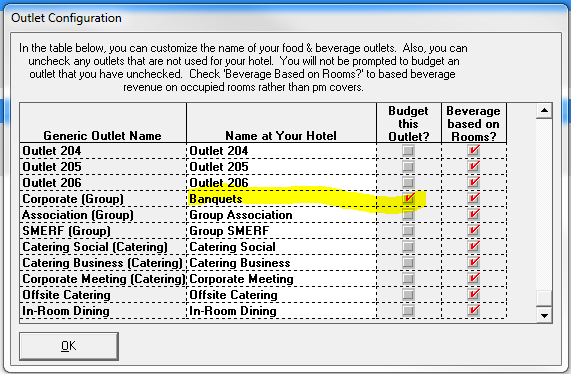 Outlet Configuration
In the table below, you can customize the name of your food & beverage outlets. Also, you can
uncheck any outlets that are not used for your hotel. You will not be prompted to budget an
outlet that you have unchecked. Check 'Beverage Based on Rooms?' to based beverage
revenue on occupied rooms rather than pm covers.
Generic Outlet Name Name at Your Hotel Budget this Outlet? Beverage based on Rooms?
Outlet 204 Outlet 204
Outlet 205 Outlet 205
Outlet 206 Outlet 206
Corporate (Group) Banquets
Association (Group) Group Association
SMERF (Group) Group SMERF
Catering Social (Catering) Catering Social
Catering Business (Catering) Catering Business
Corporate Meeting (Catering) Corporate Meeting
Offsite Catering Offsite Catering
In-Room Dining In-Room Dining
OK